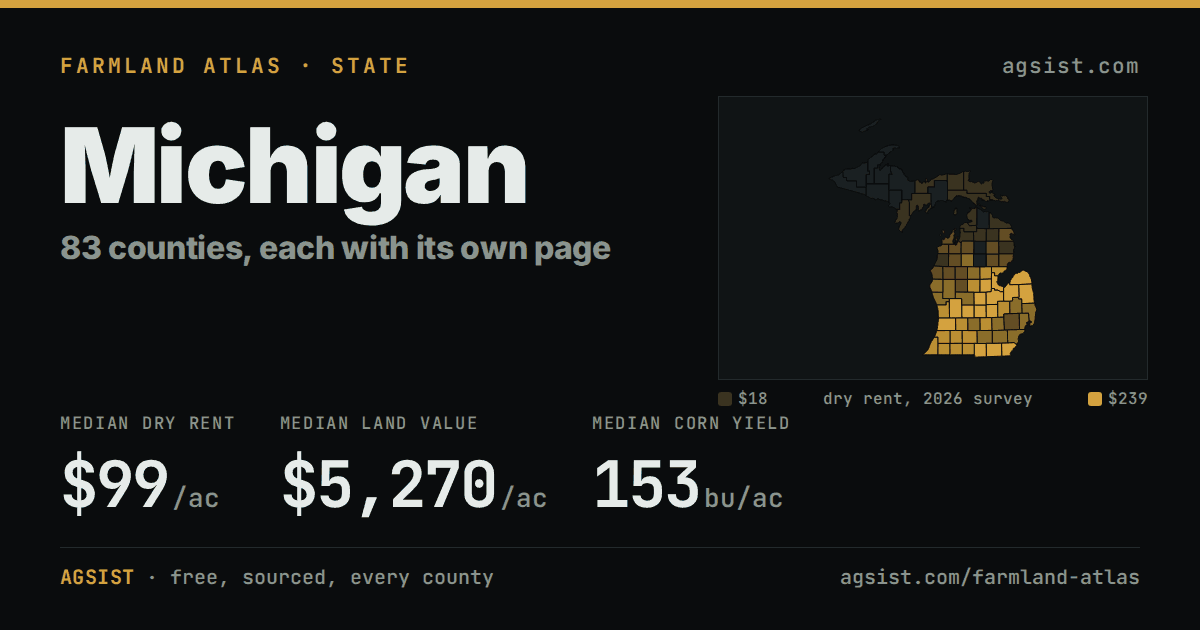 FARMLAND ATLAS · STATE
agsist.com
Michigan
83 counties, each with its own page
$18
dry rent, 2026 survey
$239
MEDIAN DRY RENT
MEDIAN LAND VALUE
MEDIAN CORN YIELD
$99/ac
$5,270/ac
153bu/ac
AGSIST · free, sourced, every county
agsist.com/farmland-atlas